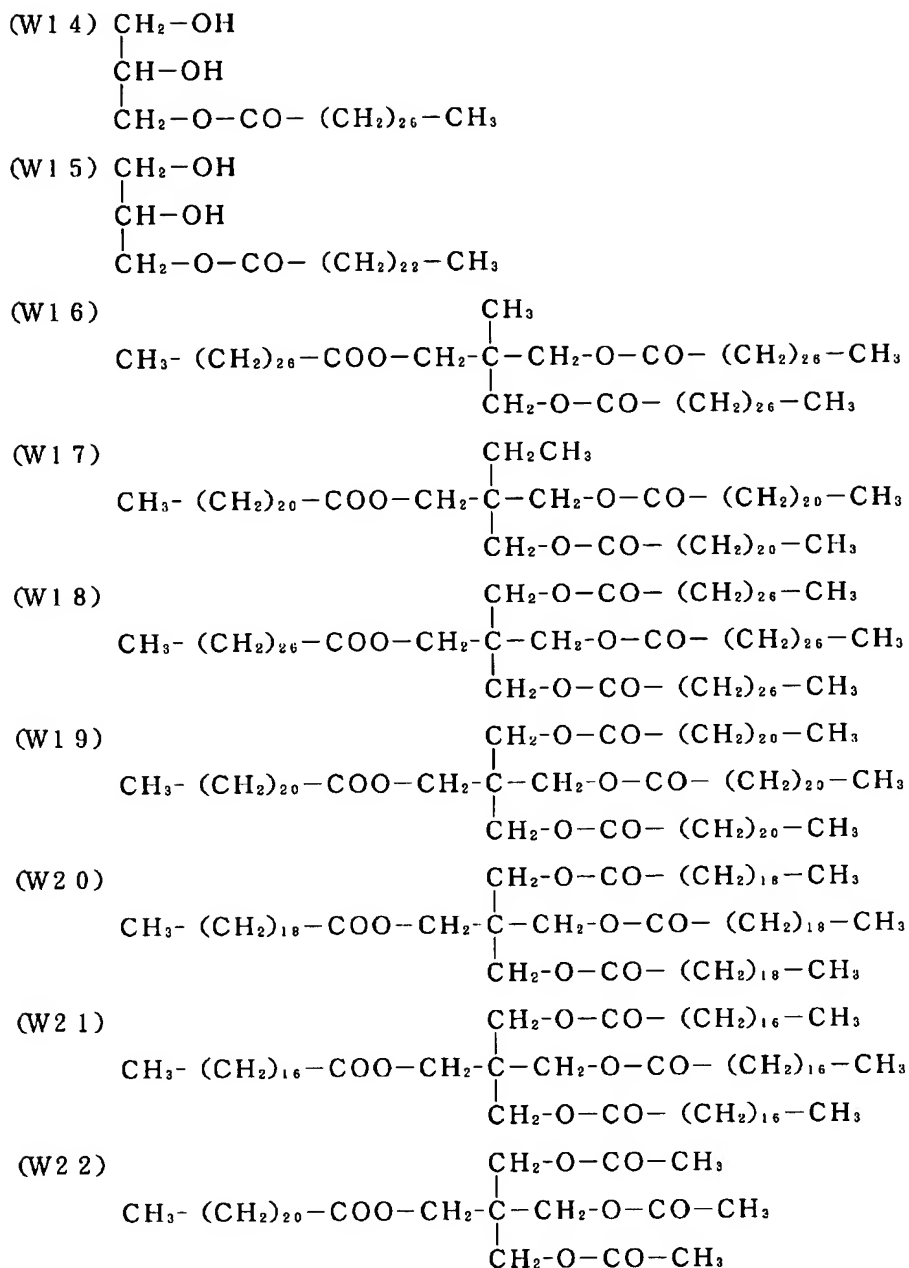 (W14) CH₂-OH
CH-OH
CH₂-O-CO-(CH₂)₂₆-CH₃
(W15) CH₂-OH
CH-OH
CH₂-O-CO-(CH₂)₂₂-CH₃
(W16) CH₃
CH₃-(CH₂)₂₆-COO-CH₂-C-CH₂-O-CO-(CH₂)₂₆-CH₃
CH₂-O-CO-(CH₂)₂₆-CH₃
(W17) CH₂CH₃
CH₃-(CH₂)₂₀-COO-CH₂-C-CH₂-O-CO-(CH₂)₂₀-CH₃
CH₂-O-CO-(CH₂)₂₀-CH₃
(W18) CH₂-O-CO-(CH₂)₂₆-CH₃
CH₃-(CH₂)₂₆-COO-CH₂-C-CH₂-O-CO-(CH₂)₂₆-CH₃
CH₂-O-CO-(CH₂)₂₆-CH₃
(W19) CH₂-O-CO-(CH₂)₂₀-CH₃
CH₃-(CH₂)₂₀-COO-CH₂-C-CH₂-O-CO-(CH₂)₂₀-CH₃
CH₂-O-CO-(CH₂)₂₀-CH₃
(W20) CH₂-O-CO-(CH₂)₁₈-CH₃
CH₃-(CH₂)₁₈-COO-CH₂-C-CH₂-O-CO-(CH₂)₁₈-CH₃
CH₂-O-CO-(CH₂)₁₈-CH₃
(W21) CH₂-O-CO-(CH₂)₁₆-CH₃
CH₃-(CH₂)₁₆-COO-CH₂-C-CH₂-O-CO-(CH₂)₁₆-CH₃
CH₂-O-CO-(CH₂)₁₆-CH₃
(W22) CH₂-O-CO-CH₃
CH₃-(CH₂)₂₀-COO-CH₂-C-CH₂-O-CO-CH₃
CH₂-O-CO-CH₃